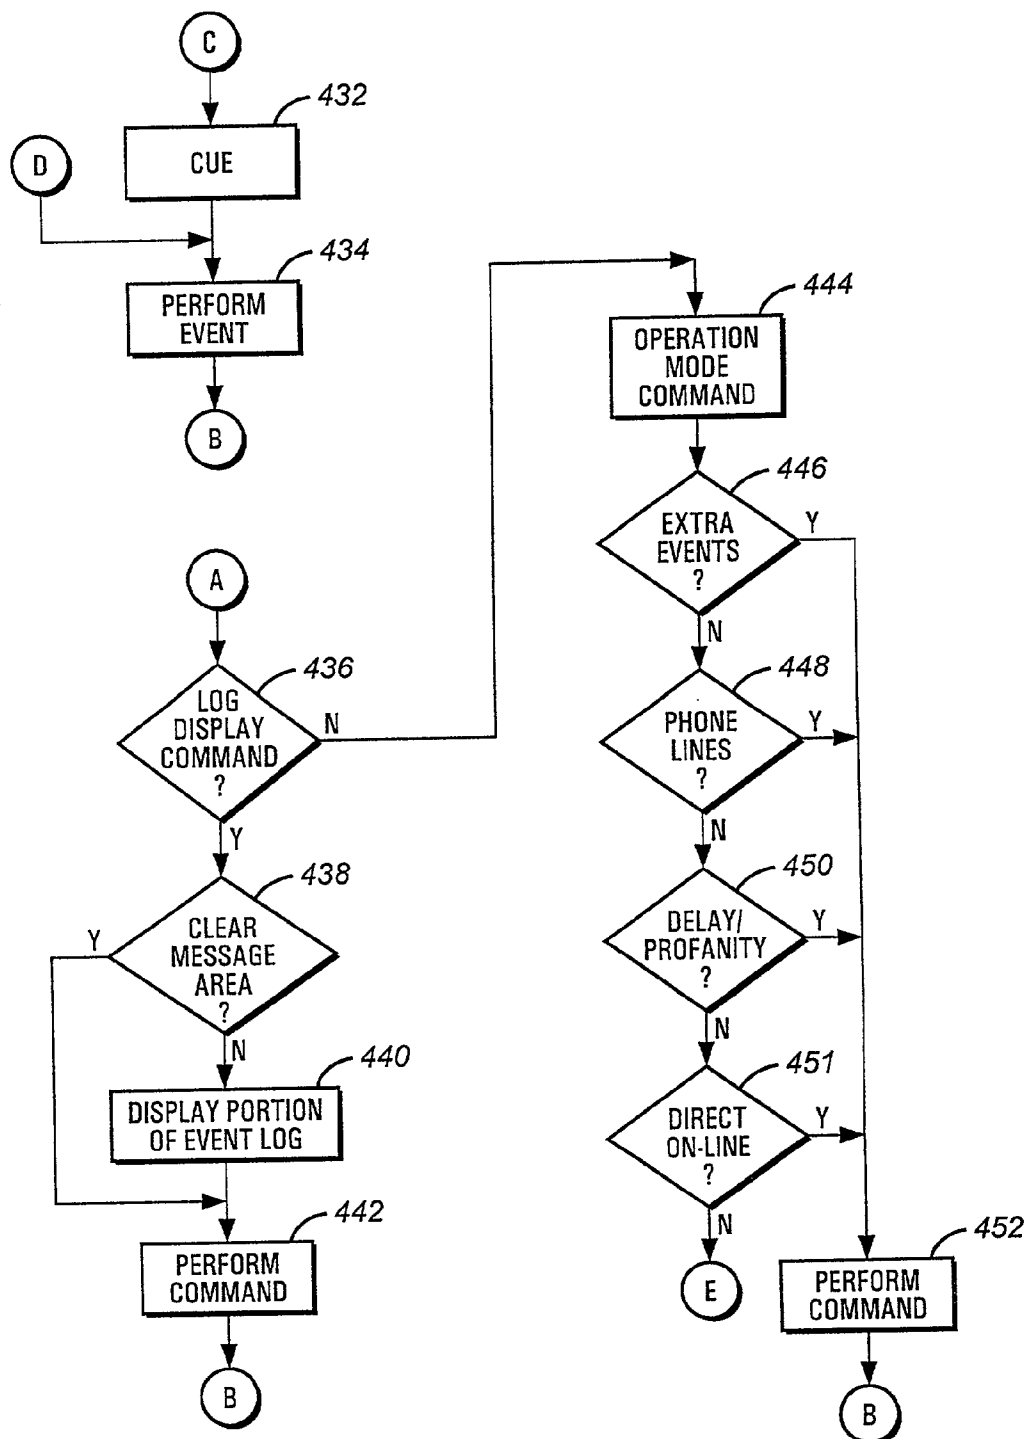 C
432
CUE
D
434
PERFORM
EVENT
B
A
436
LOG
DISPLAY
COMMAND
?
N
Y
438
CLEAR
MESSAGE
AREA
?
Y
N
440
DISPLAY PORTION
OF EVENT LOG
442
PERFORM
COMMAND
B
444
OPERATION
MODE
COMMAND
446
EXTRA
EVENTS
?
Y
N
448
PHONE
LINES
?
Y
N
450
DELAY/
PROFANITY
?
Y
N
451
DIRECT
ON-LINE
?
Y
N
E
452
PERFORM
COMMAND
B